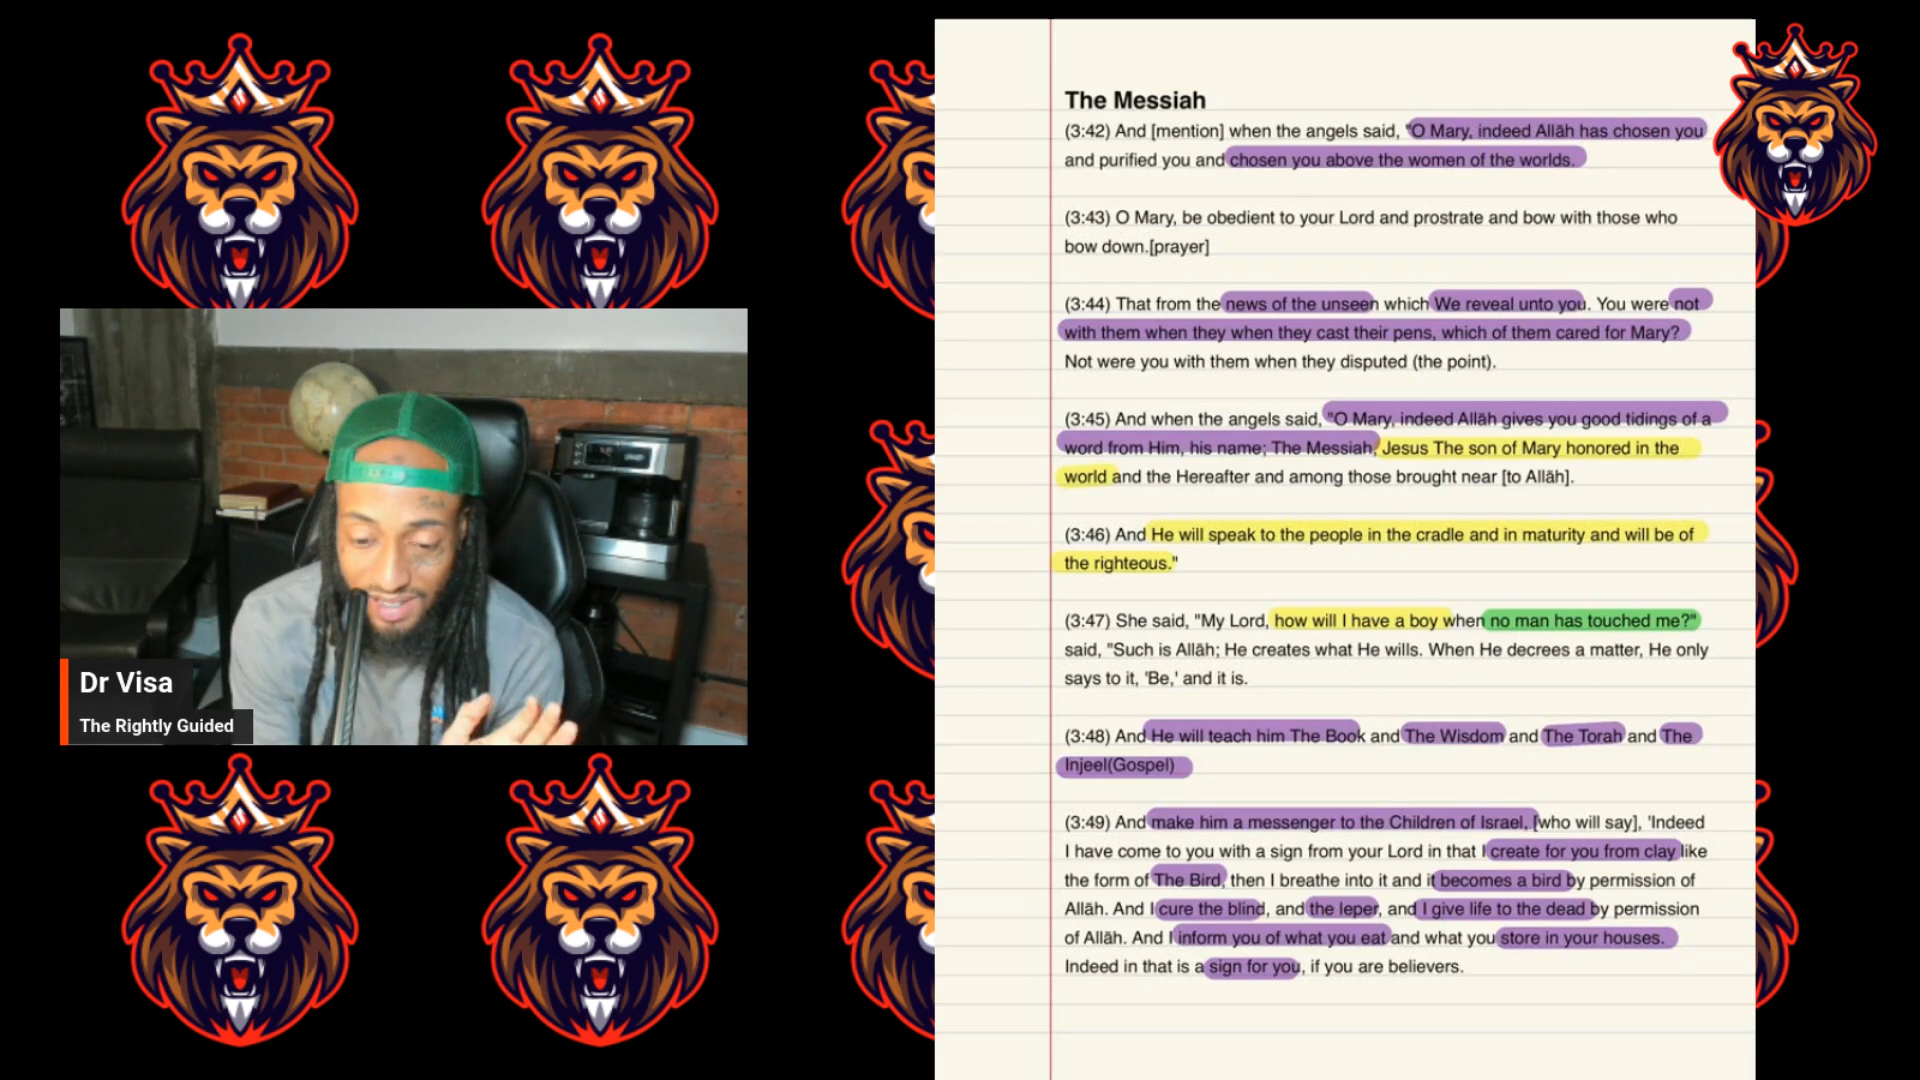 The Messiah
(3:42) And [mention] when the angels said, "O Mary, indeed Allāh has chosen you
and purified you and chosen you above the women of the worlds.
(3:43) O Mary, be obedient to your Lord and prostrate and bow with those who
bow down.[prayer]
(3:44) That from the news of the unseen which We reveal unto you. You were not
with them when they when they cast their pens, which of them cared for Mary?
Not were you with them when they disputed (the point).
(3:45) And when the angels said, "O Mary, indeed Allāh gives you good tidings of a
word from Him, his name; The Messiah, Jesus The son of Mary honored in the
world and the Hereafter and among those brought near [to Allāh].
(3:46) And He will speak to the people in the cradle and in maturity and will be of
the righteous."
(3:47) She said, "My Lord, how will I have a boy when no man has touched me?"
said, "Such is Allāh; He creates what He wills. When He decrees a matter, He only
says to it, 'Be,' and it is.
(3:48) And He will teach him The Book and The Wisdom and The Torah and The
Injeel(Gospel)
(3:49) And make him a messenger to the Children of Israel, [who will say], 'Indeed
I have come to you with a sign from your Lord in that I create for you from clay like
the form of The Bird, then I breathe into it and it becomes a bird by permission of
Allāh. And I cure the blind, and the leper, and I give life to the dead by permission
of Allāh. And I inform you of what you eat and what you store in your houses.
Indeed in that is a sign for you, if you are believers.
Dr Visa
The Rightly Guided